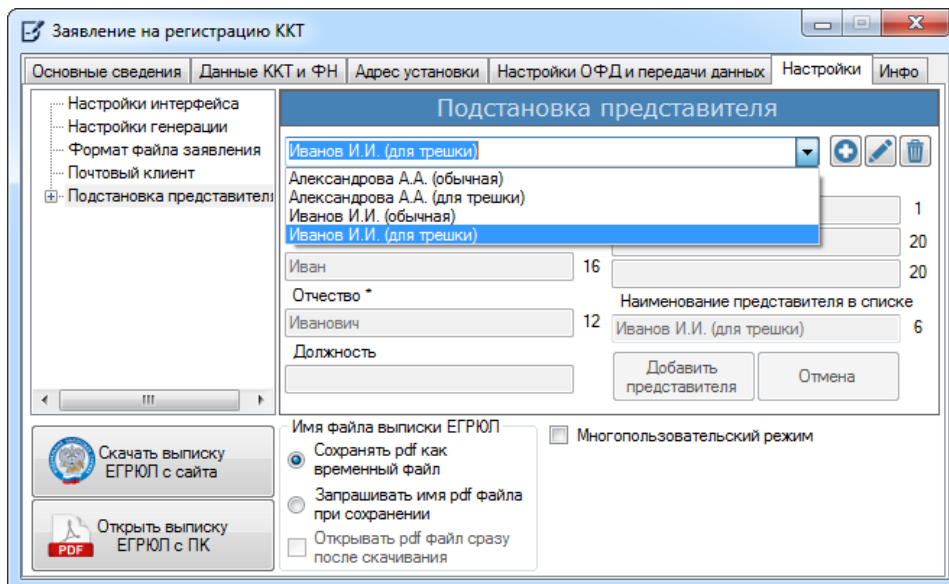 Заявление на регистрацию ККТ
Основные сведения
Данные ККТ и ФН
Адрес установки
Настройки ОФД и передачи данных
Настройки
Инфо
Настройки интерфейса
Настройки генерации
Формат файла заявления
Почтовый клиент
Подстановка представителя
Подстановка представителя
Иванов И.И. (для трешки)
Александрова А.А. (обычная)
Александрова А.А. (для трешки)
Иванов И.И. (обычная)
Иванов И.И. (для трешки)
1
20
Иван
16
20
Отчество *
Наименование представителя в списке
Иванович
12
Иванов И.И. (для трешки)
6
Должность
Добавить
представителя
Отмена
Скачать выписку
ЕГРЮЛ с сайта
Открыть выписку
ЕГРЮЛ с ПК
PDF
Имя файла выписки ЕГРЮЛ
Сохранять pdf как
временный файл
Запрашивать имя pdf файла
при сохранении
Открывать pdf файл сразу
после скачивания
Многопользовательский режим